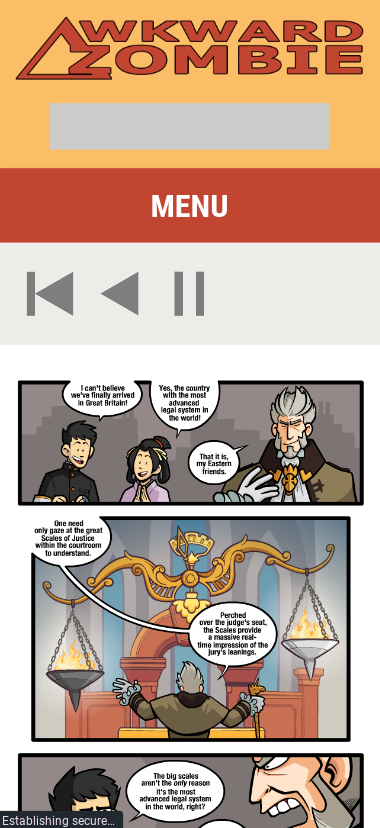 AWKWARD
ZOMBIE
MENU
I can't believe
we've finally arrived
in Great Britain!
Yes, the country
with the most
advanced
legal system in
the world!
That it is,
my Eastern
friends.
One need
only gaze at the great
Scales of Justice
within the courtroom
to understand.
Perched
over the judge's seat,
the Scales provide
a massive real-
time impression of the
jury's leanings.
The big scales
aren't the only reason
it's the most
advanced legal system
in the world, right?
Establishing secure...